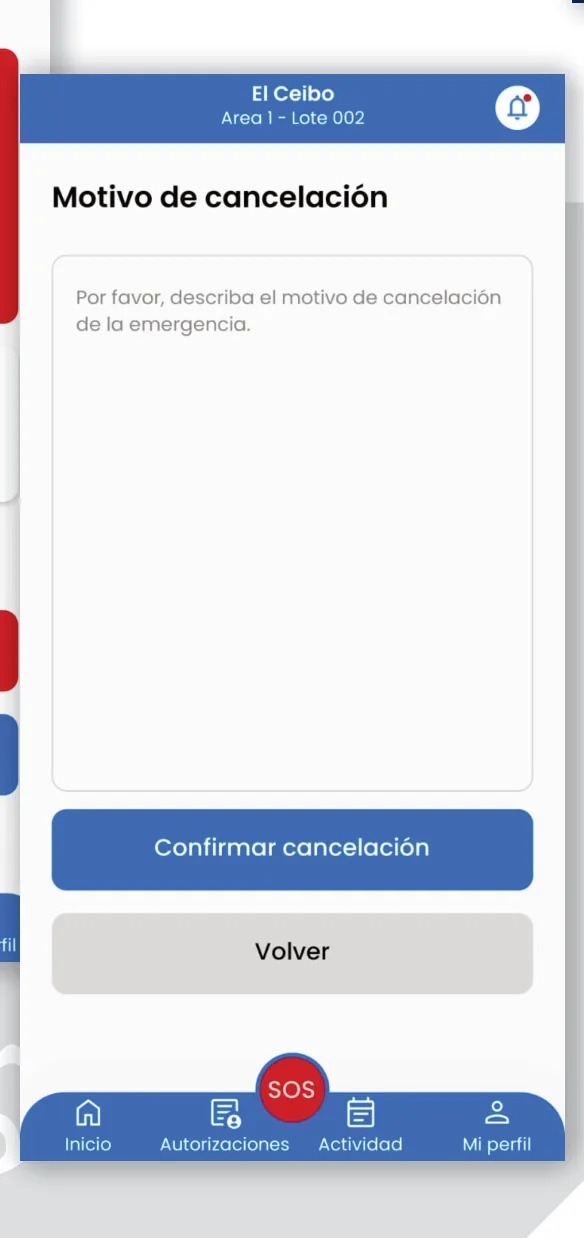 El Ceibo
Area 1 - Lote 002
Motivo de cancelación
Por favor, describa el motivo de cancelación
de la emergencia.
Confirmar cancelación
Volver
SOS
Inicio
Autorizaciones
Actividad
Mi perfil